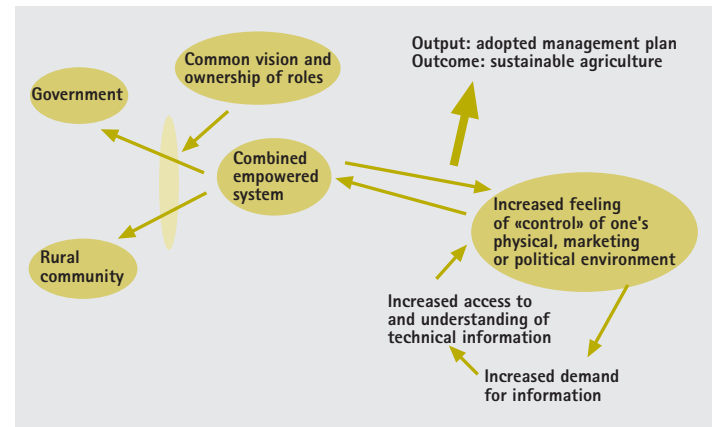 Common vision and
ownership of roles
Output: adopted management plan
Outcome: sustainable agriculture
Government
Combined
empowered
system
Increased feeling
of «control» of one's
physical, marketing
or political environment
Rural
community
Increased access to
and understanding of
technical information
Increased demand
for information